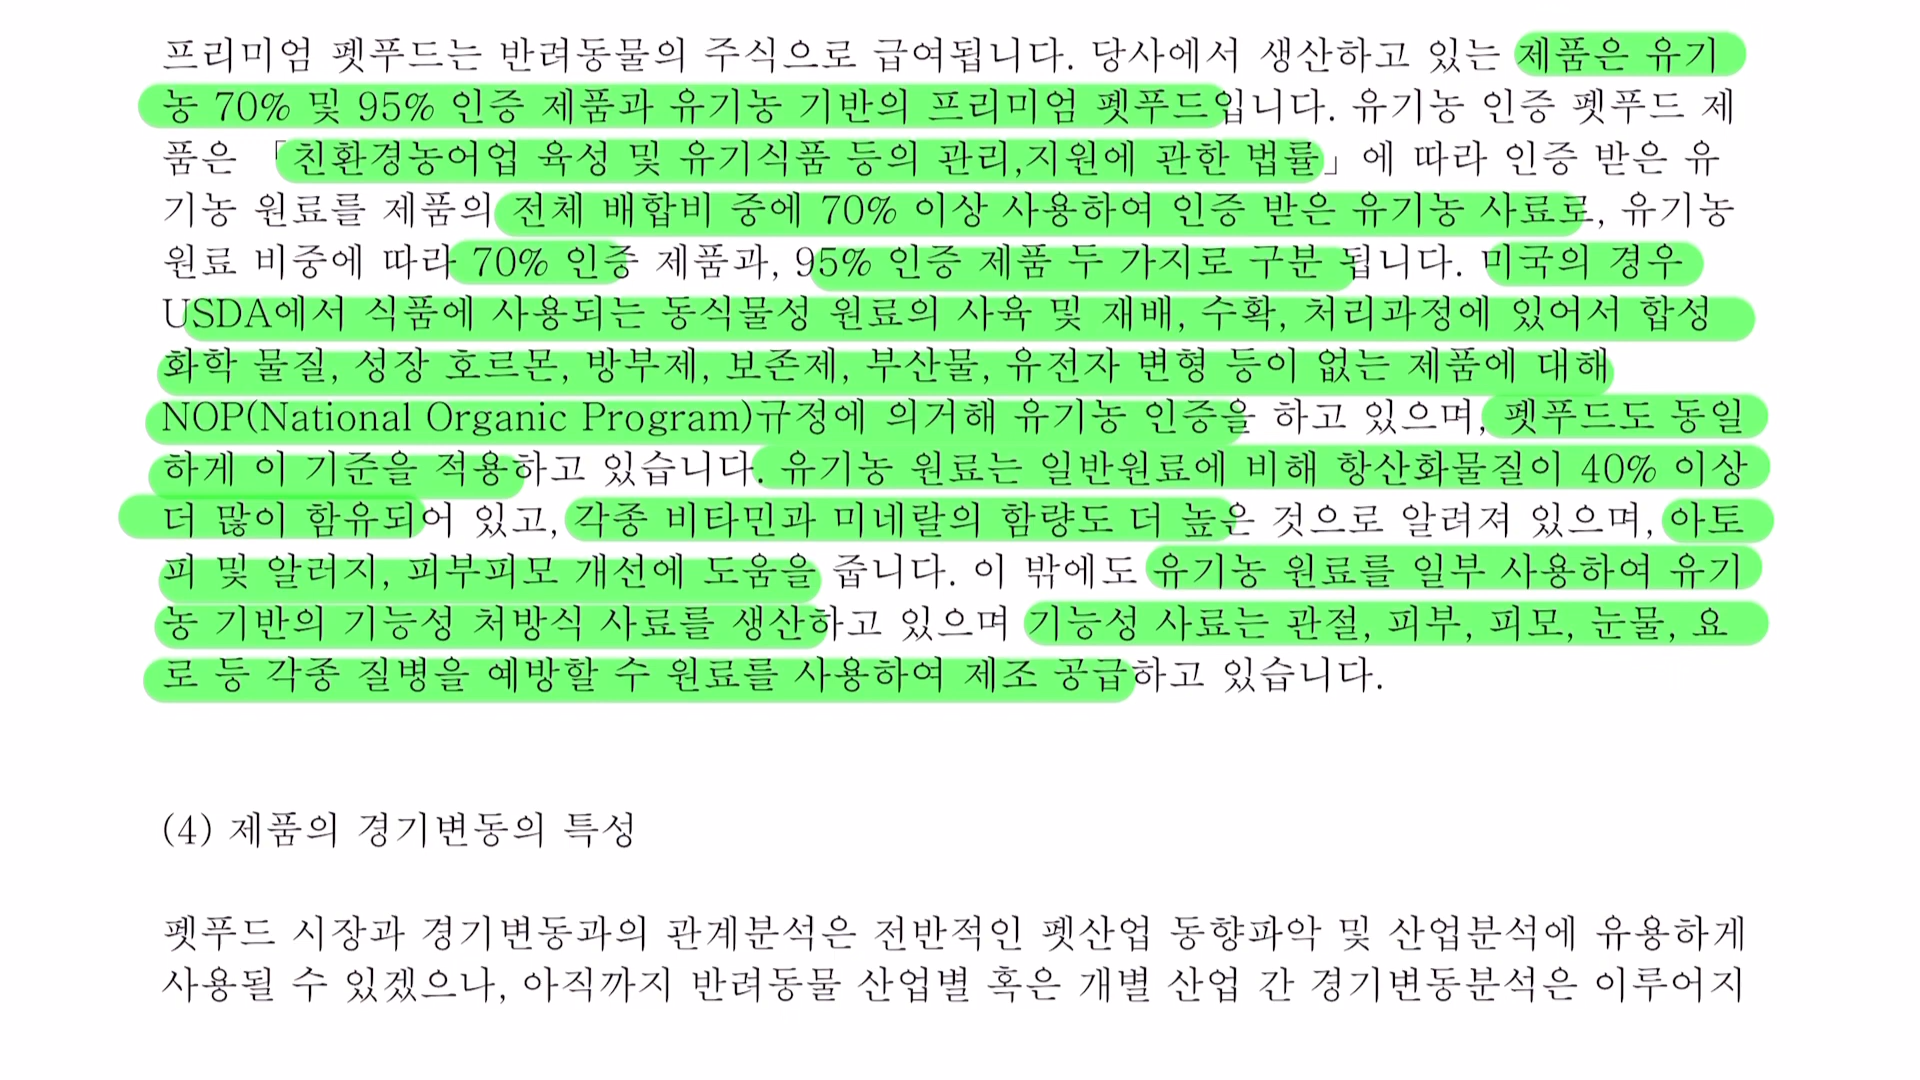 프리미엄 펫푸드는 반려동물의 주식으로 급여됩니다. 당사에서 생산하고 있는 제품은 유기
농 70% 및 95% 인증 제품과 유기농 기반의 프리미엄 펫푸드입니다. 유기농 인증 펫푸드 제
품은 「친환경농어업 육성 및 유기식품 등의 관리,지원에 관한 법률」에 따라 인증 받은 유
기농 원료를 제품의 전체 배합비 중에 70% 이상 사용하여 인증 받은 유기농 사료로, 유기농
원료 비중에 따라 70% 인증 제품과, 95% 인증 제품 두 가지로 구분 됩니다. 미국의 경우
USDA에서 식품에 사용되는 동식물성 원료의 사육 및 재배, 수확, 처리과정에 있어서 합성
화학 물질, 성장 호르몬, 방부제, 보존제, 부산물, 유전자 변형 등이 없는 제품에 대해
NOP(National Organic Program)규정에 의거해 유기농 인증을 하고 있으며, 펫푸드도 동일
하게 이 기준을 적용하고 있습니다. 유기농 원료는 일반원료에 비해 항산화물질이 40% 이상
더 많이 함유되어 있고, 각종 비타민과 미네랄의 함량도 더 높은 것으로 알려져 있으며, 아토
피 및 알러지, 피부피모 개선에 도움을 줍니다. 이 밖에도 유기농 원료를 일부 사용하여 유기
농 기반의 기능성 처방식 사료를 생산하고 있으며 기능성 사료는 관절, 피부, 피모, 눈물, 요
로 등 각종 질병을 예방할 수 원료를 사용하여 제조 공급하고 있습니다.
(4) 제품의 경기변동의 특성
펫푸드 시장과 경기변동과의 관계분석은 전반적인 펫산업 동향파악 및 산업분석에 유용하게
사용될 수 있겠으나, 아직까지 반려동물 산업별 혹은 개별 산업 간 경기변동분석은 이루어지